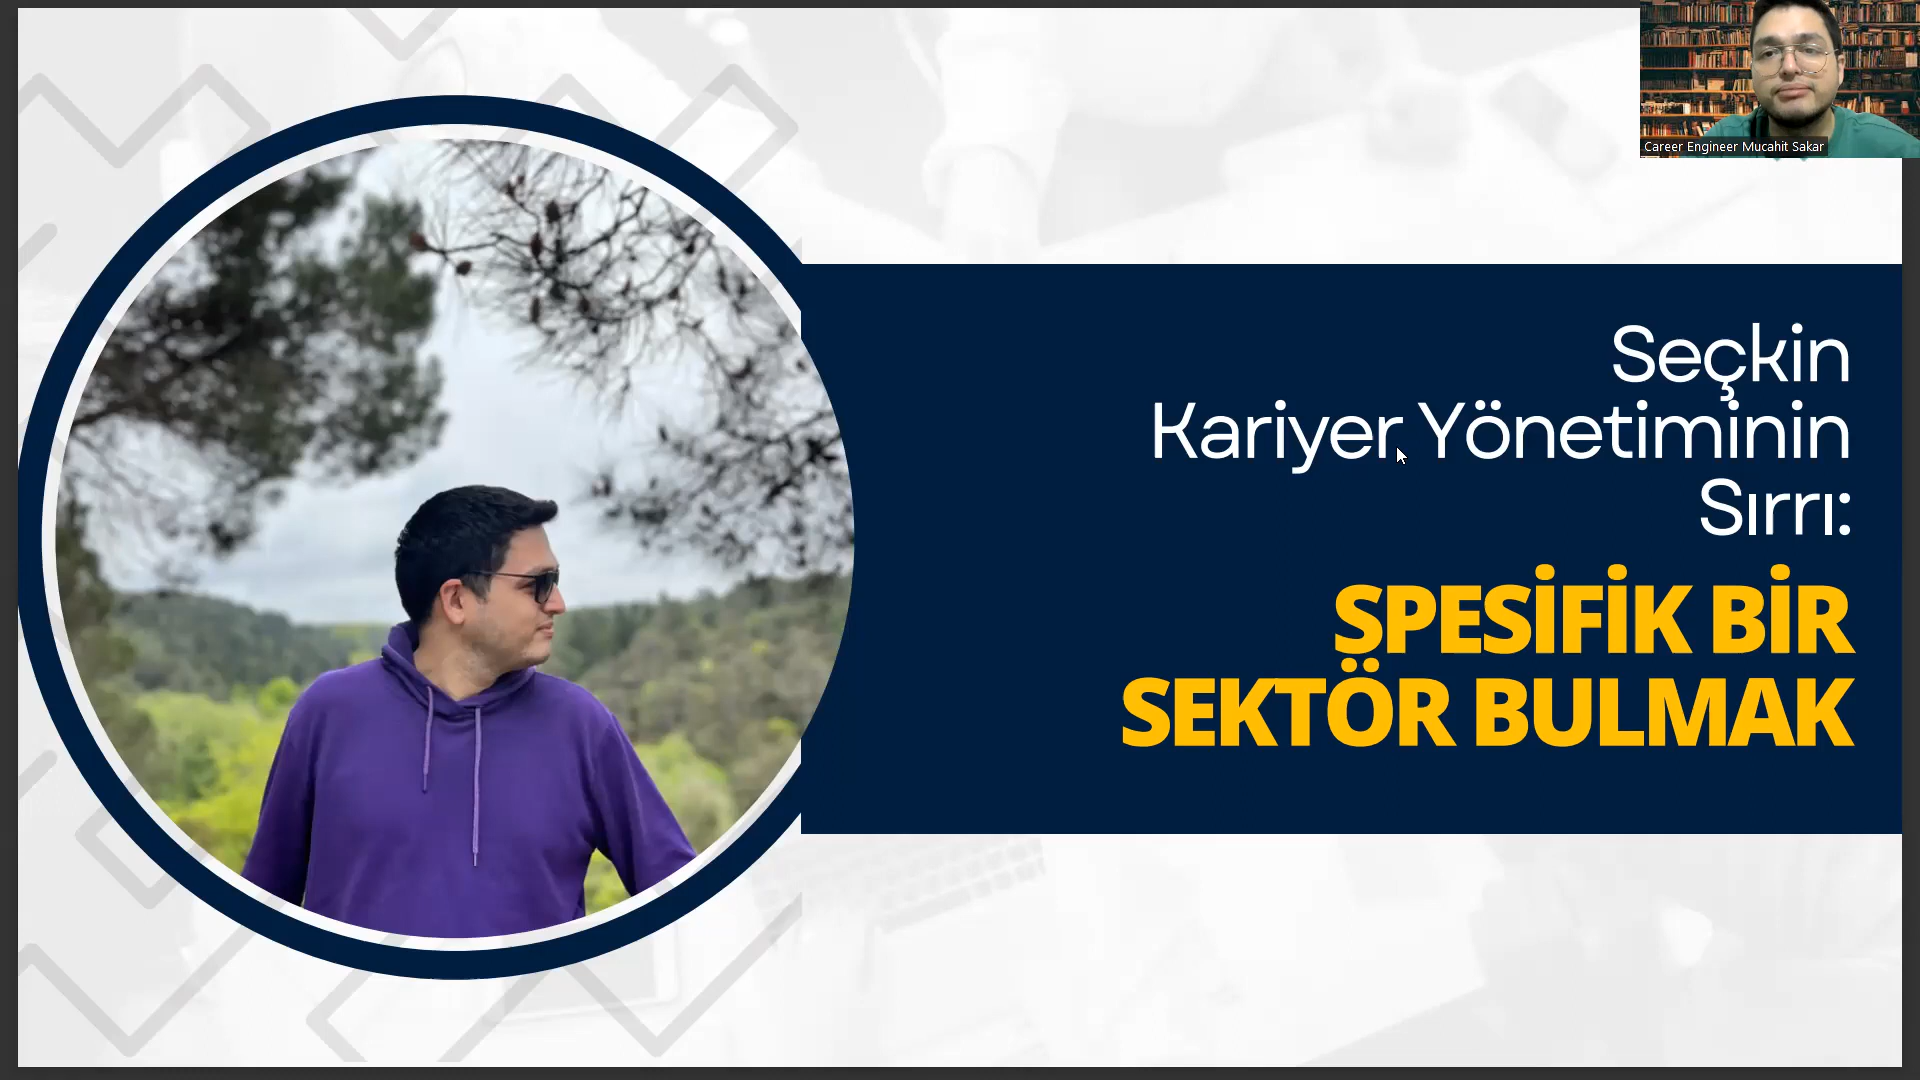 Career Engineer Mucahit Sakar
Seçkin
Kariyer Yönetiminin
Sırrı:
SPESİFİK BİR
SEKTÖR BULMAK